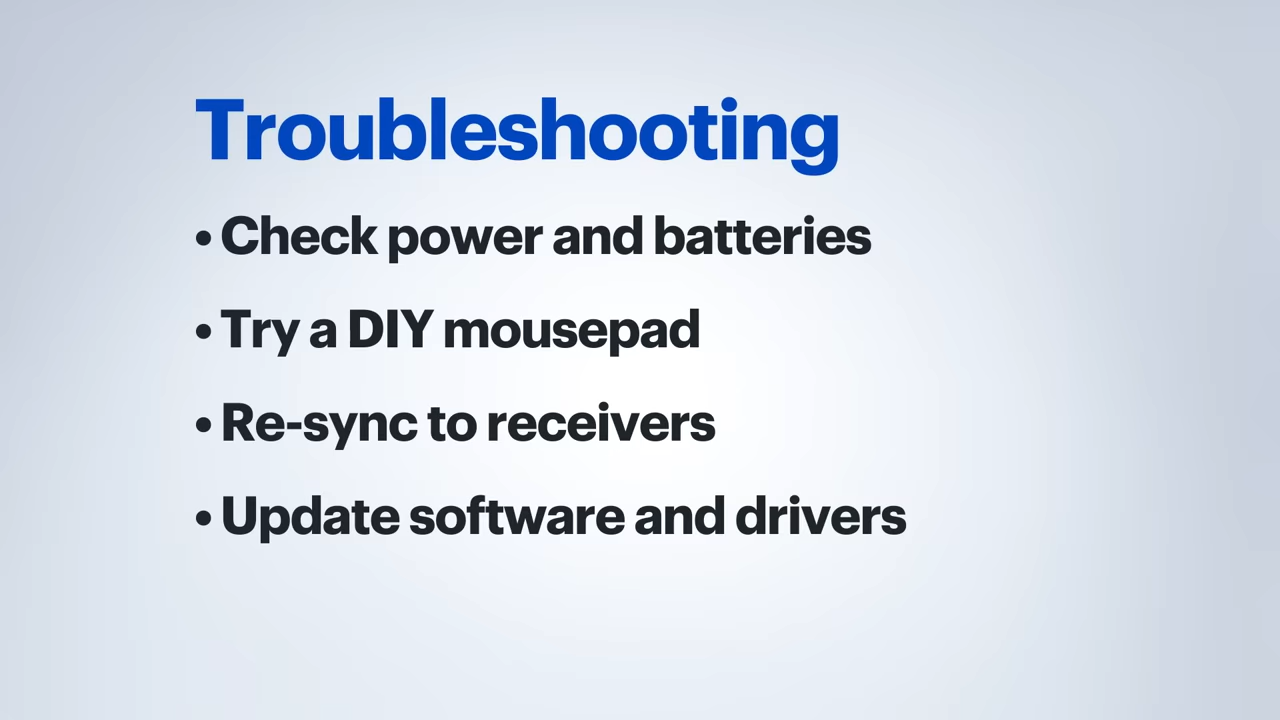 Troubleshooting
• Check power and batteries
• Try a DIY mousepad
• Re-sync to receivers
• Update software and drivers